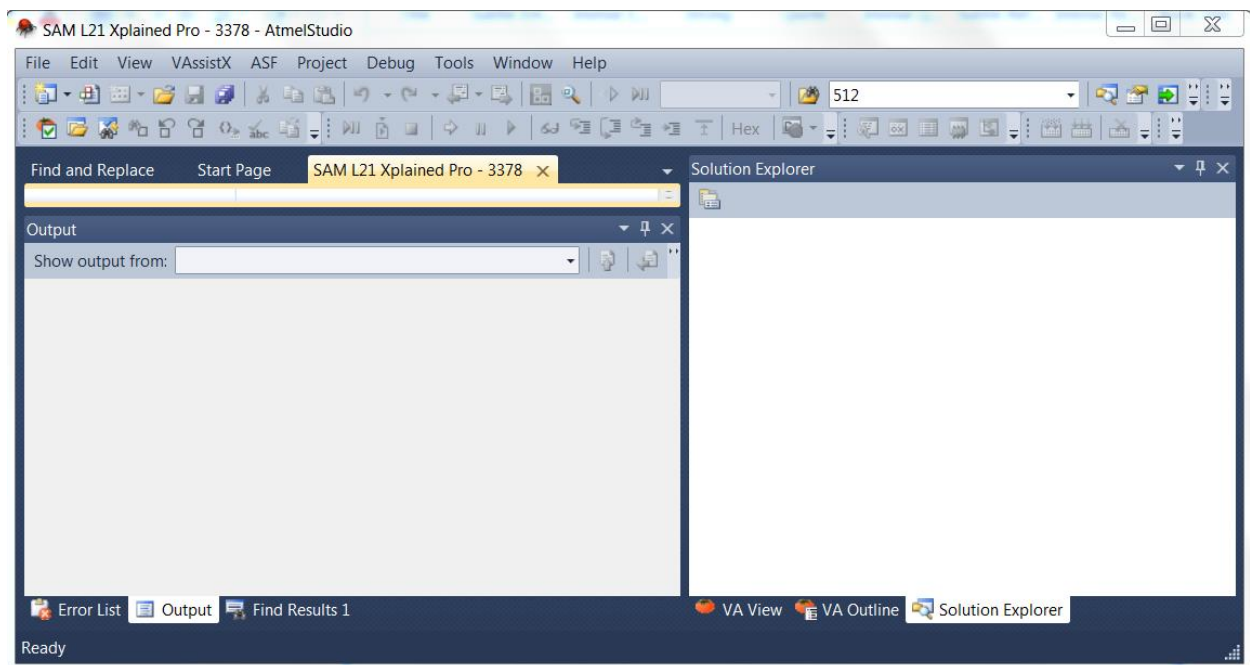 SAM L21 Xplained Pro - 3378 - AtmelStudio
File Edit View VAssistX ASF Project Debug Tools Window Help
512
abc Hex
Find and Replace Start Page SAM L21 Xplained Pro - 3378
Solution Explorer
Output
Show output from:
Error List Output Find Results 1
VA View VA Outline Solution Explorer
Ready